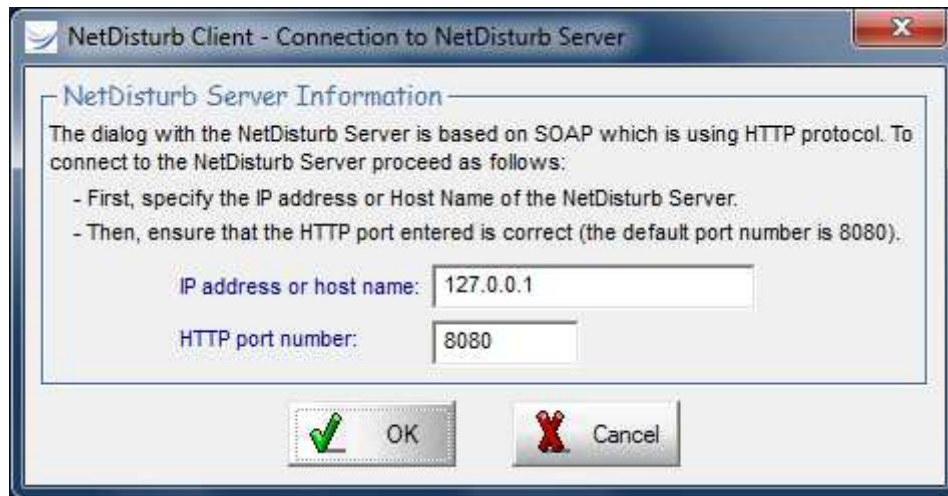 NetDisturb Client - Connection to NetDisturb Server
NetDisturb Server Information
The dialog with the NetDisturb Server is based on SOAP which is using HTTP protocol. To
connect to the NetDisturb Server proceed as follows:
- First, specify the IP address or Host Name of the NetDisturb Server.
- Then, ensure that the HTTP port entered is correct (the default port number is 8080).
IP address or host name: 127.0.0.1
HTTP port number: 8080
OK Cancel